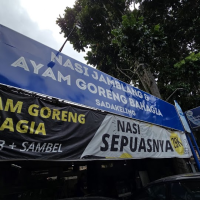 NASI JAMBLANG &
AYAM GORENG BAHAGIA
SADAKELING
AM GORENG
AGIA
+ SAMBEL
NASI
SEPUASNYA